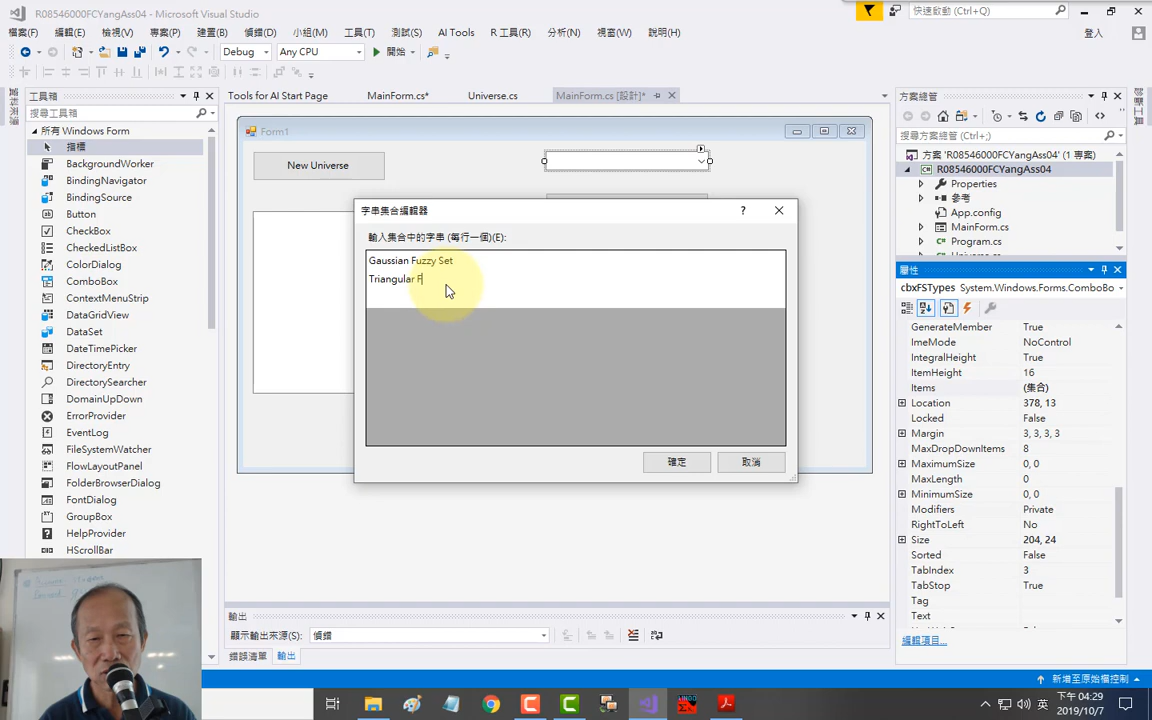 R08546000FCYangAss04 - Microsoft Visual Studio
快速啟動 (Ctrl+Q)
檔案(F) 編輯(E) 檢視(V) 專案(P) 建置(B) 偵錯(D) 小組(M) 工具(T) 測試(S) AI Tools R 工具(R) 分析(N) 視窗(W) 說明(H) 登入
Debug Any CPU 開始
工具箱
Tools for AI Start Page MainForm.cs* Universe.cs MainForm.cs [設計]*
方案總管
資料來源
診斷工具
搜尋工具箱
所有 Windows Form
指標
BackgroundWorker
BindingNavigator
BindingSource
Button
CheckBox
CheckedListBox
ColorDialog
ComboBox
ContextMenuStrip
DataGridView
DataSet
DateTimePicker
DirectoryEntry
DirectorySearcher
DomainUpDown
ErrorProvider
EventLog
FileSystemWatcher
FlowLayoutPanel
FolderBrowserDialog
FontDialog
GroupBox
HelpProvider
HScrollBar
Form1
New Universe
字串集合編輯器
?
輸入集合中的字串 (每行一個)(E):
Gaussian Fuzzy Set
Triangular F
確定 取消
輸出
顯示輸出來源(S): 偵錯
錯誤清單 輸出
搜尋方案總管 (Ctrl+;)
方案 'R08546000FCYangAss04' (1 專案)
R08546000FCYangAss04
Properties
參考
App.config
MainForm.cs
Program.cs
屬性
cbxFSTypes System.Windows.Forms.ComboBo
GenerateMember True
ImeMode NoControl
IntegralHeight True
ItemHeight 16
Items (集合)
Location 378, 13
Locked False
Margin 3, 3, 3, 3
MaxDropDownItems 8
MaximumSize 0, 0
MaxLength 0
MinimumSize 0, 0
Modifiers Private
RightToLeft No
Size 204, 24
Sorted False
TabIndex 3
TabStop True
Tag
編輯項目...
新增至原始檔控制
英
下午 04:29
2019/10/7